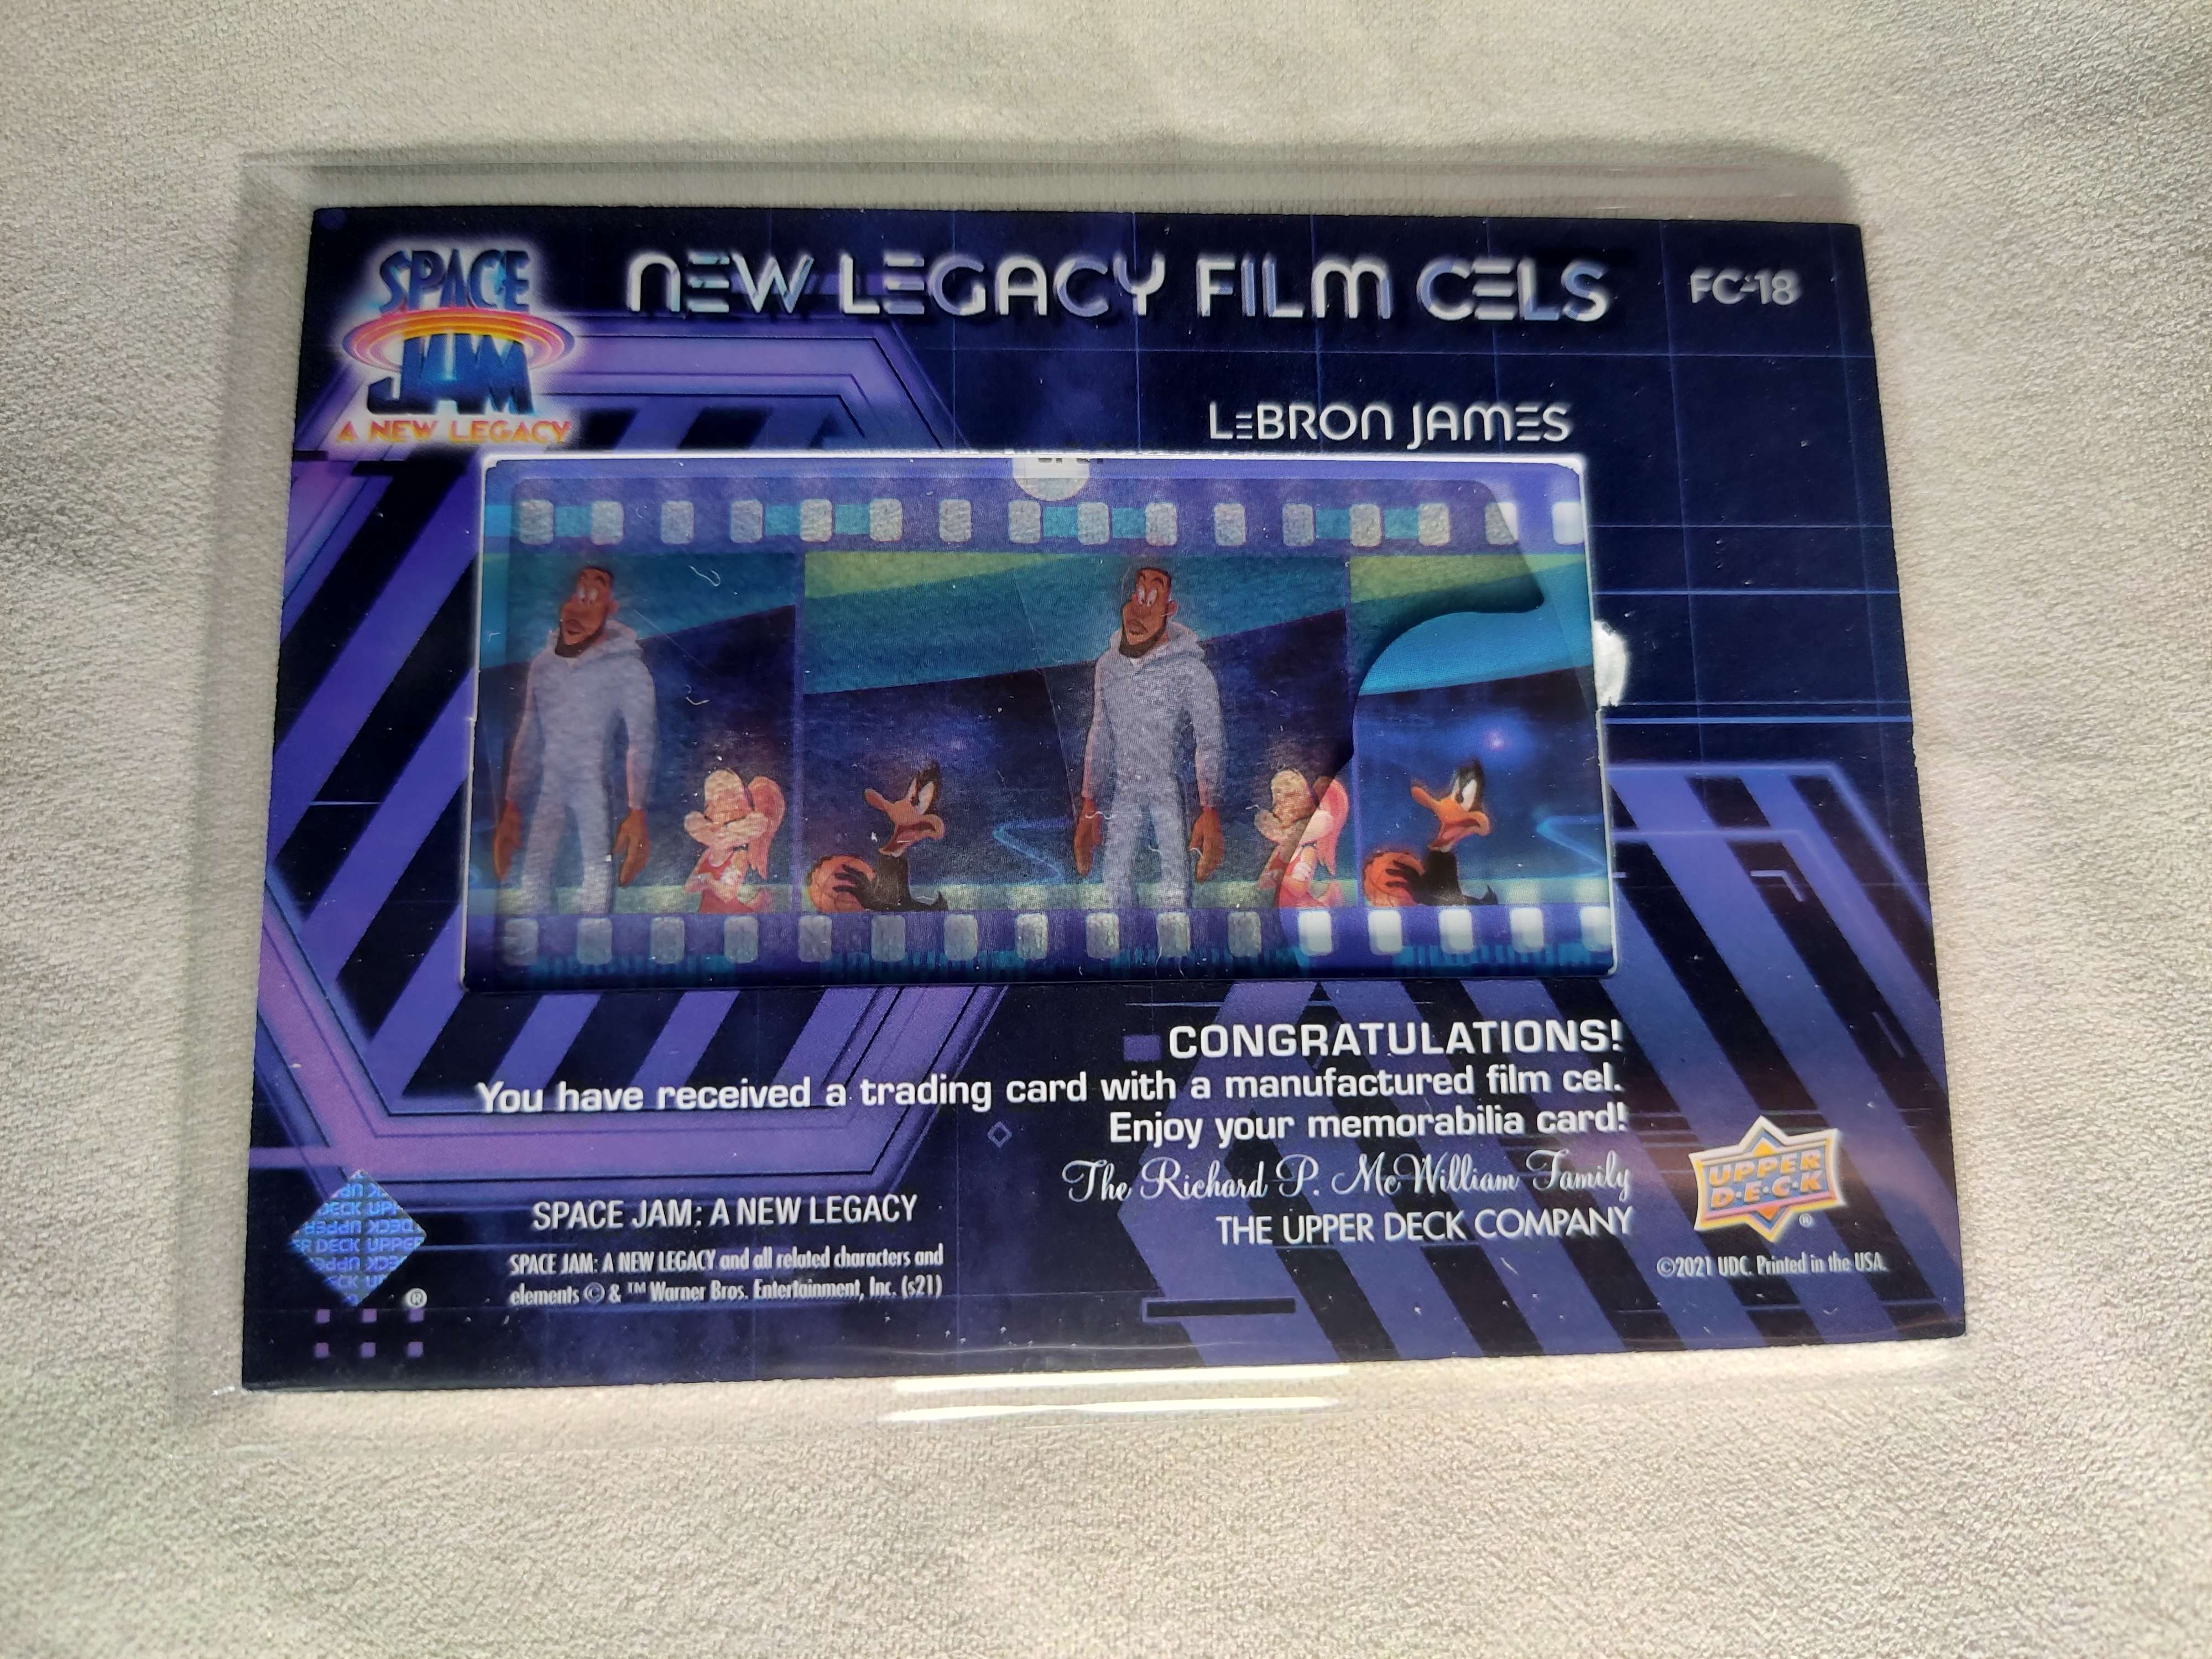 SPACE
JAM
A NEW LEGACY
NEW LEGACY FILM CELS
FC-18
LEBRON JAMES
CONGRATULATIONS!
You have received a trading card with a manufactured film cel.
Enjoy your memorabilia card!
The Richard P. McWilliam Family
THE UPPER DECK COMPANY
UPPER
D·E·C·K
®
©2021 UDC. Printed in the USA.
SPACE JAM: A NEW LEGACY
SPACE JAM: A NEW LEGACY and all related characters and
elements © & ™ Warner Bros. Entertainment, Inc. (s21)
DECK UPPER
®